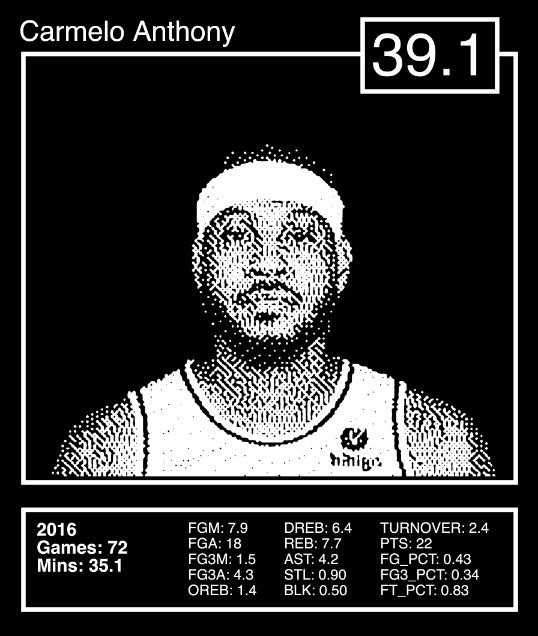 Carmelo Anthony
39.1
2016
Games: 72
Mins: 35.1
FGM: 7.9
FGA: 18
FG3M: 1.5
FG3A: 4.3
OREB: 1.4
DREB: 6.4
REB: 7.7
AST: 4.2
STL: 0.90
BLK: 0.50
TURNOVER: 2.4
PTS: 22
FG_PCT: 0.43
FG3_PCT: 0.34
FT_PCT: 0.83